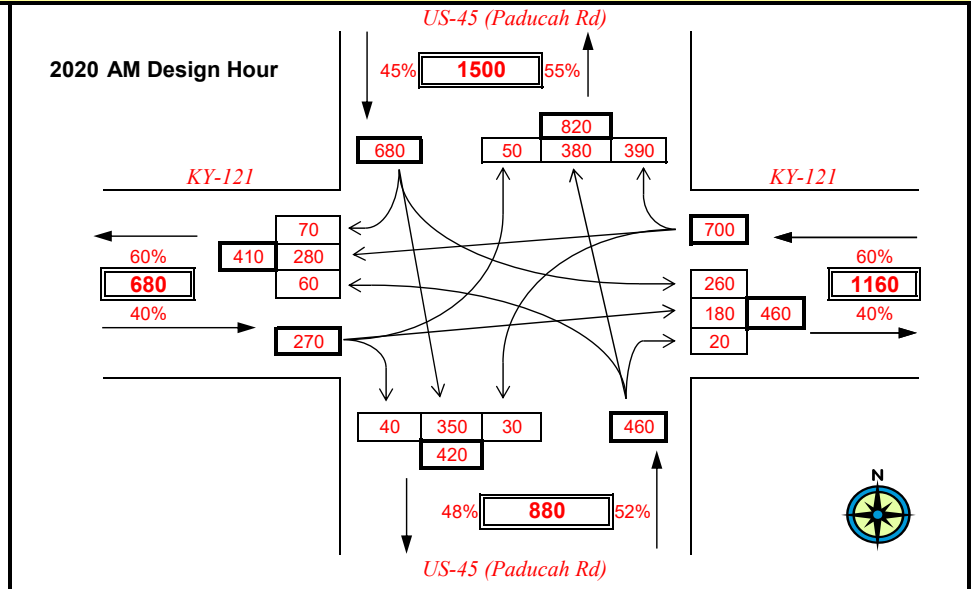 US-45 (Paducah Rd)
2020 AM Design Hour
45% 1500 55%
820
680 50 380 390
KY-121 KY-121
70 700
60% 410 280 60%
680 60 260 1160
40% 180 460 40%
270 20
40 350 30 460
420
48% 880 52%
US-45 (Paducah Rd)
N